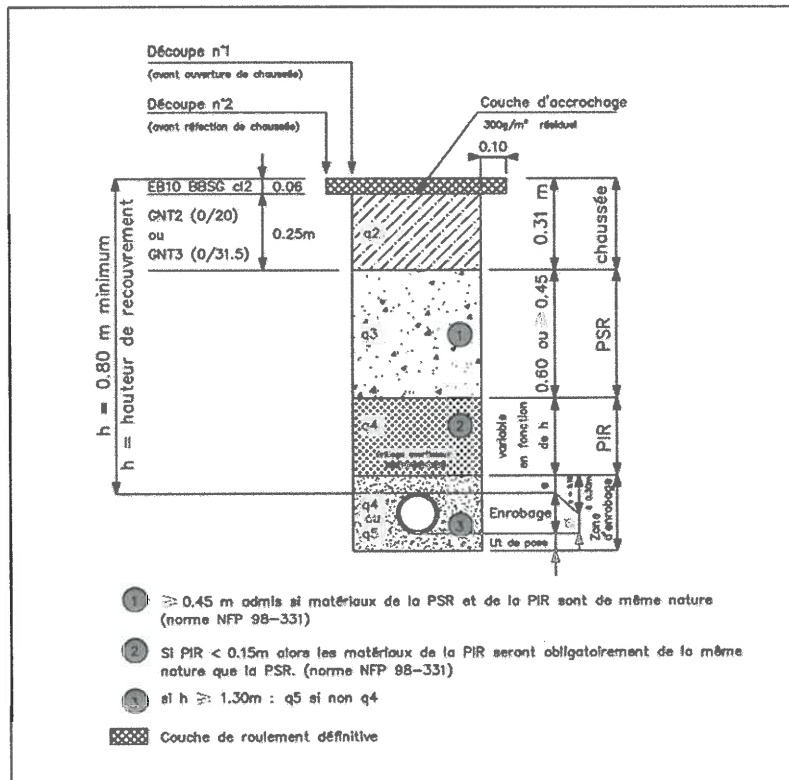 Découpe n°1
(avant ouverture de chaussée)
Découpe n°2
(avant réfection de chaussée)
Couche d'accrochage
300g/m² résiduel
0.10
EB10 BBSG cl2
0.06
GNT2 (0/20)
ou
GNT3 (0/31.5)
0.25m
h = 0.80 m minimum
h = hauteur de recouvrement
q2
q3
q4
q4
ou
q5
1
2
3
grillage avertisseur
0.31 m
0.60 ou ⩾ 0.45
variable
en fonction
de h
Enrobage
Lit de pose
chaussée
PSR
PIR
Zone
d'enrobage
1 ⩾ 0.45 m admis si matériaux de la PSR et de la PIR sont de même nature
(norme NFP 98-331)
2 Si PIR < 0.15m alors les matériaux de la PIR seront obligatoirement de la même
nature que la PSR. (norme NFP 98-331)
3 si h ⩾ 1.30m : q5 si non q4
Couche de roulement définitive